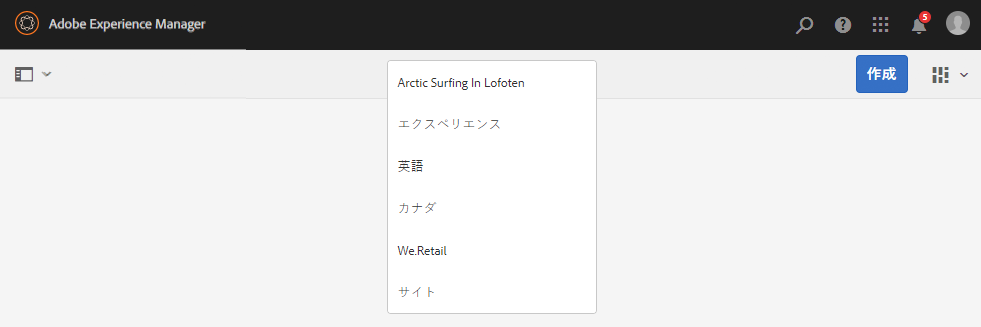 Adobe Experience Manager
5
作成
Arctic Surfing In Lofoten
エクスペリエンス
英語
カナダ
We.Retail
サイト